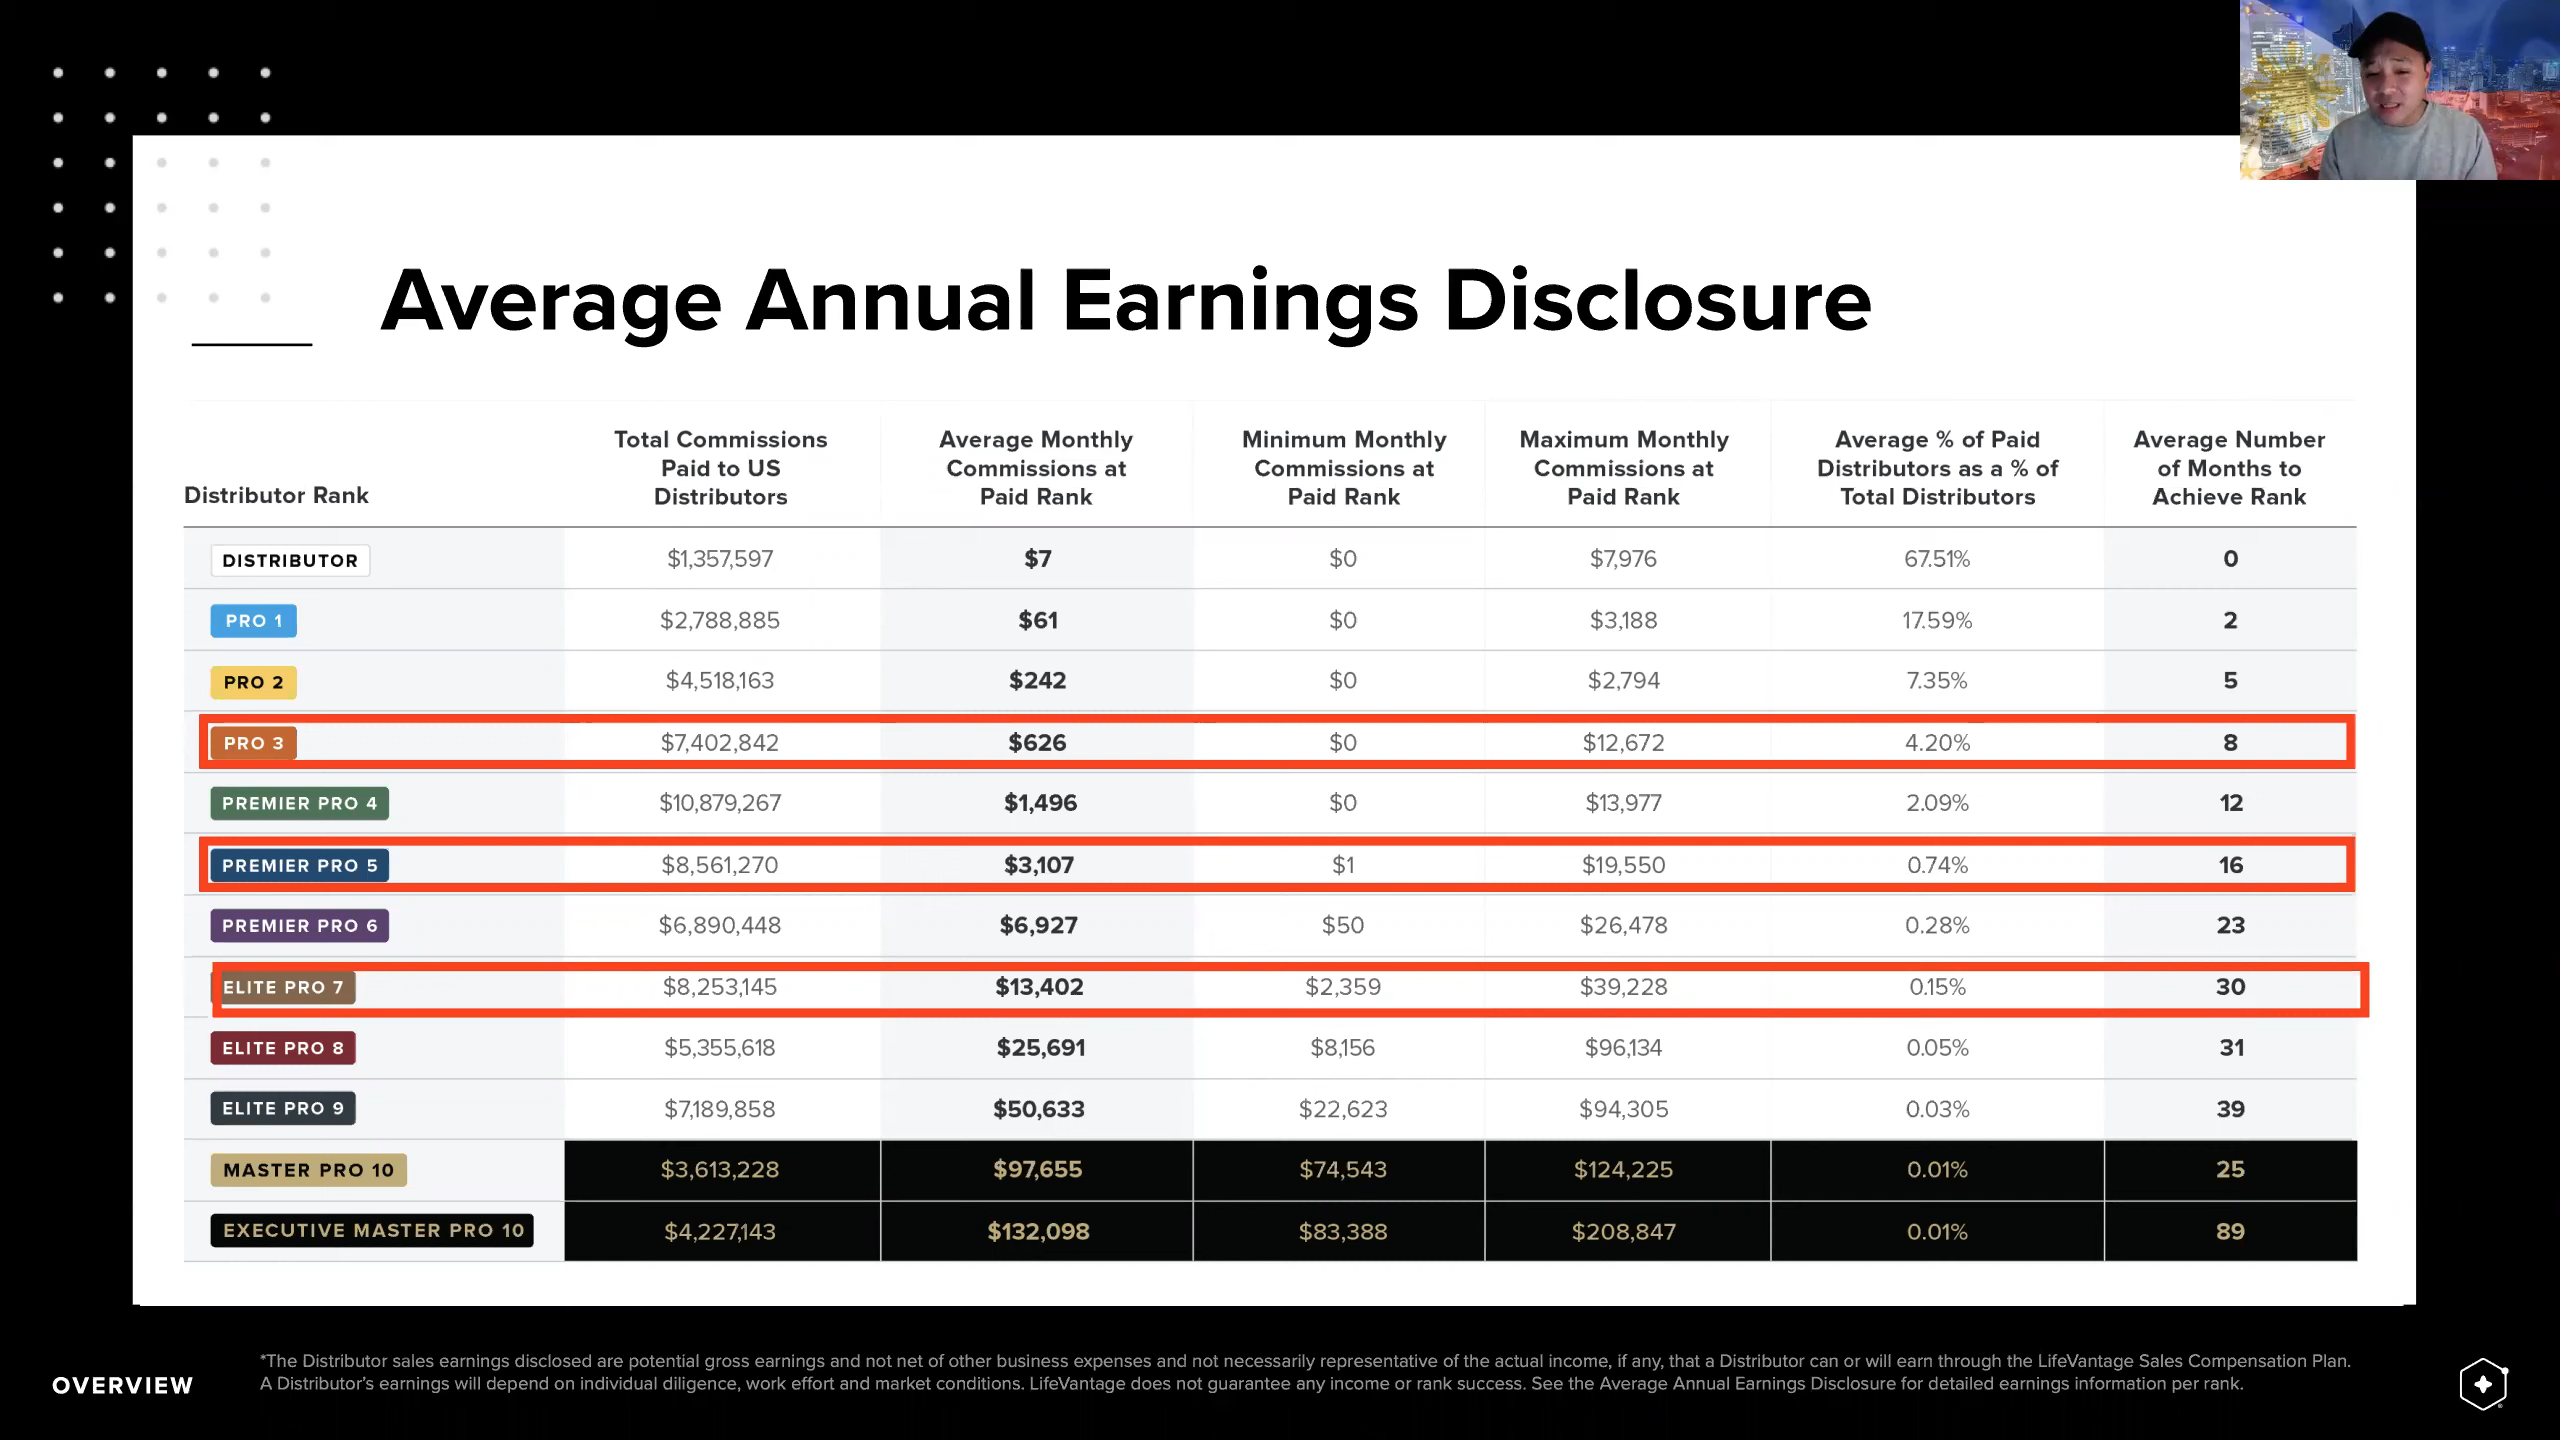 Average Annual Earnings Disclosure
Distributor Rank
Total Commissions
Paid to US
Distributors
Average Monthly
Commissions at
Paid Rank
Minimum Monthly
Commissions at
Paid Rank
Maximum Monthly
Commissions at
Paid Rank
Average % of Paid
Distributors as a % of
Total Distributors
Average Number
of Months to
Achieve Rank
DISTRIBUTOR $1,357,597 $7 $0 $7,976 67.51% 0
PRO 1 $2,788,885 $61 $0 $3,188 17.59% 2
PRO 2 $4,518,163 $242 $0 $2,794 7.35% 5
PRO 3 $7,402,842 $626 $0 $12,672 4.20% 8
PREMIER PRO 4 $10,879,267 $1,496 $0 $13,977 2.09% 12
PREMIER PRO 5 $8,561,270 $3,107 $1 $19,550 0.74% 16
PREMIER PRO 6 $6,890,448 $6,927 $50 $26,478 0.28% 23
ELITE PRO 7 $8,253,145 $13,402 $2,359 $39,228 0.15% 30
ELITE PRO 8 $5,355,618 $25,691 $8,156 $96,134 0.05% 31
ELITE PRO 9 $7,189,858 $50,633 $22,623 $94,305 0.03% 39
MASTER PRO 10 $3,613,228 $97,655 $74,543 $124,225 0.01% 25
EXECUTIVE MASTER PRO 10 $4,227,143 $132,098 $83,388 $208,847 0.01% 89
OVERVIEW
*The Distributor sales earnings disclosed are potential gross earnings and not net of other business expenses and not necessarily representative of the actual income, if any, that a Distributor can or will earn through the LifeVantage Sales Compensation Plan.
A Distributor's earnings will depend on individual diligence, work effort and market conditions. LifeVantage does not guarantee any income or rank success. See the Average Annual Earnings Disclosure for detailed earnings information per rank.